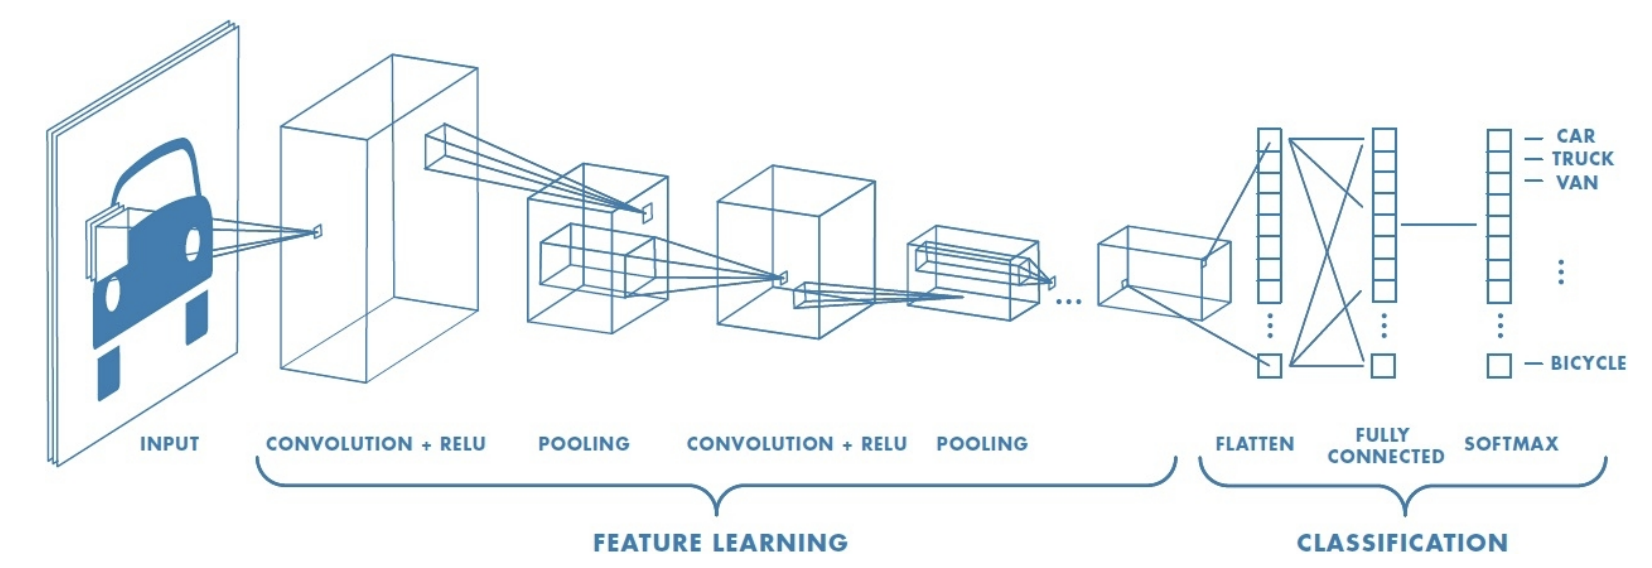 CAR
TRUCK
VAN
BICYCLE
INPUT
CONVOLUTION + RELU
POOLING
CONVOLUTION + RELU
POOLING
FLATTEN
FULLY
CONNECTED
SOFTMAX
FEATURE LEARNING
CLASSIFICATION